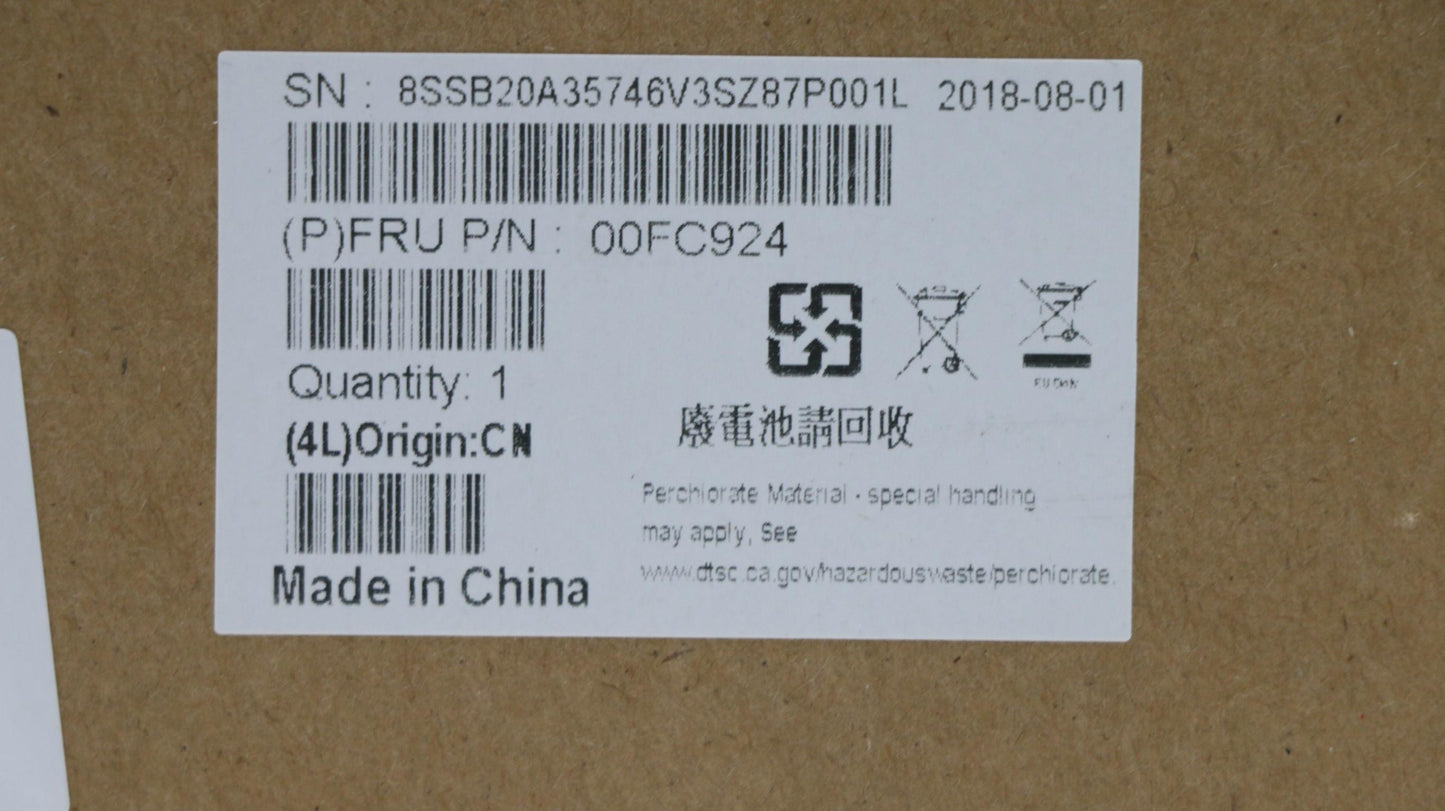 SN : 8SSB20A35746V3SZ87P001L 2018-08-01
(P)FRU P/N : 00FC924
Quantity: 1
(4L)Origin:CN
廢電池請回收
Perchlorate Material - special handling
may apply, See
www.dtsc.ca.gov/hazardouswaste/perchlorate.
Made in China